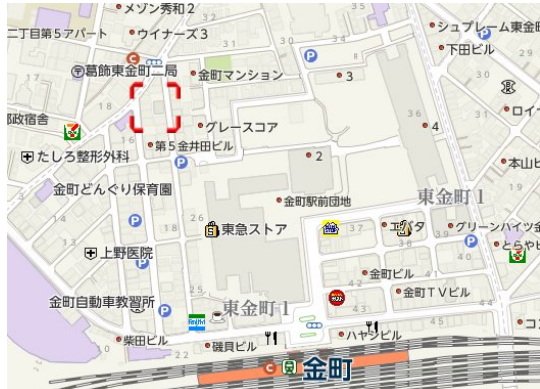 メゾン秀和2
二丁目第5アパート
ウイナーズ3
シュプレーム東金町
下田ビル
葛飾東金町二局
金町マンション
3
ロイ
政宿舎
グレースコア
4
たしろ整形外科
第5金井田ビル
2
本山ビ
金町どんぐり保育園
東金町1
金町駅前団地
東急ストア
エバタ
グリーンハイツ金
とらやビ
上野医院
金町ビル
金町自動車教習所
東金町1
金町TVビル
柴田ビル
磯貝ビル
ハヤシビル
コ
金町